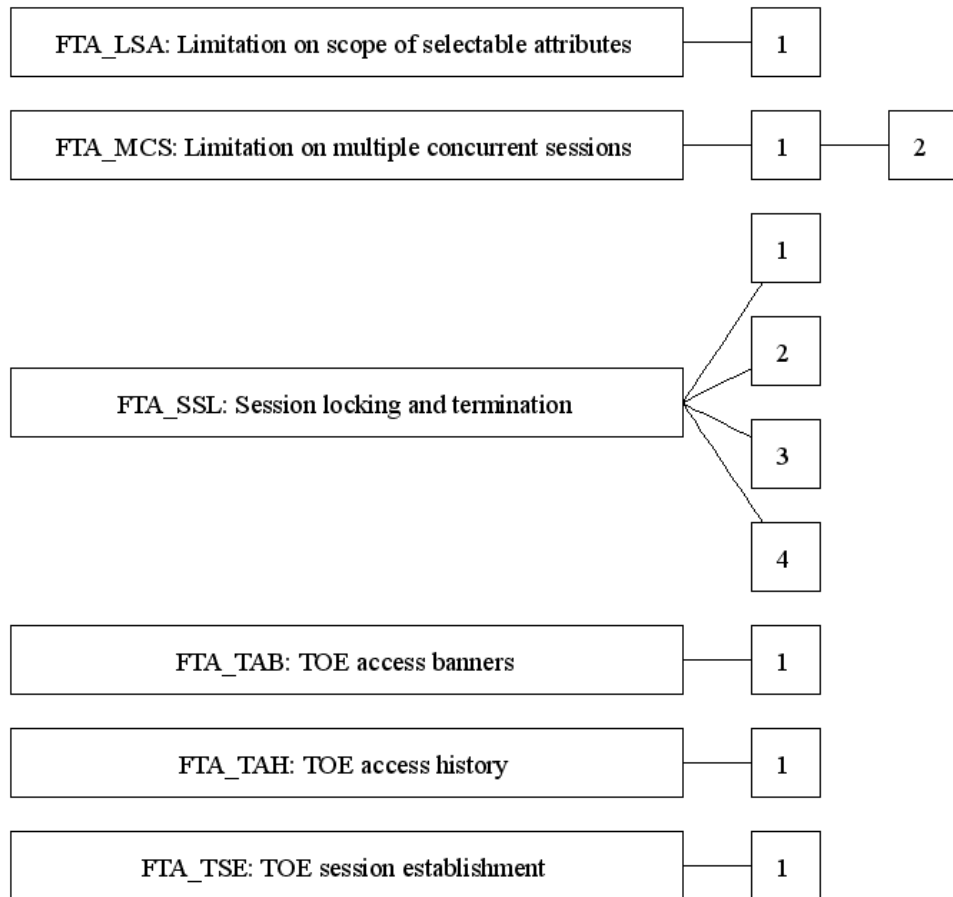 FTA_LSA: Limitation on scope of selectable attributes 1
FTA_MCS: Limitation on multiple concurrent sessions 1 2
1
2
FTA_SSL: Session locking and termination
3
4
FTA_TAB: TOE access banners 1
FTA_TAH: TOE access history 1
FTA_TSE: TOE session establishment 1